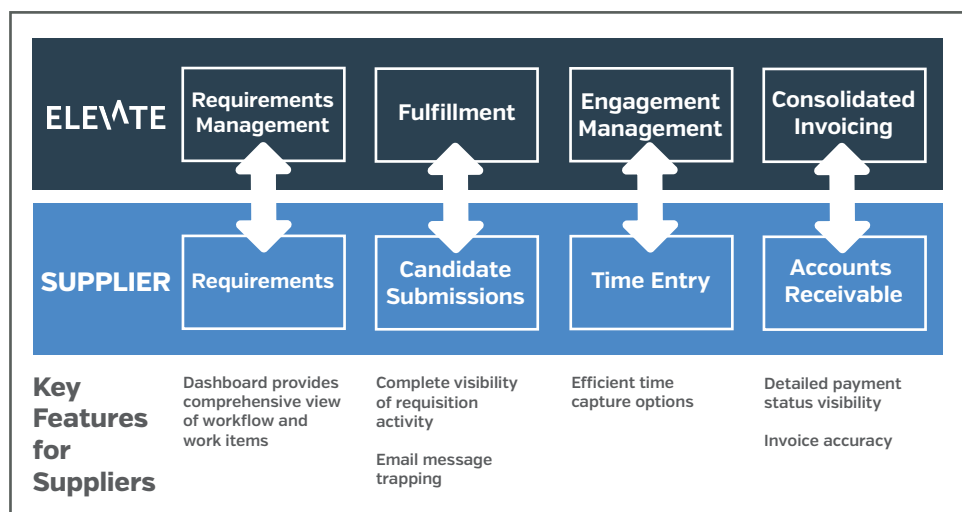 ELEVATE
Requirements
Management
Fulfillment
Engagement
Management
Consolidated
Invoicing
SUPPLIER
Requirements
Candidate
Submissions
Time Entry
Accounts
Receivable
Key
Features
for
Suppliers
Dashboard provides
comprehensive view
of workflow and
work items
Complete visibility
of requisition
activity
Email message
trapping
Efficient time
capture options
Detailed payment
status visibility
Invoice accuracy